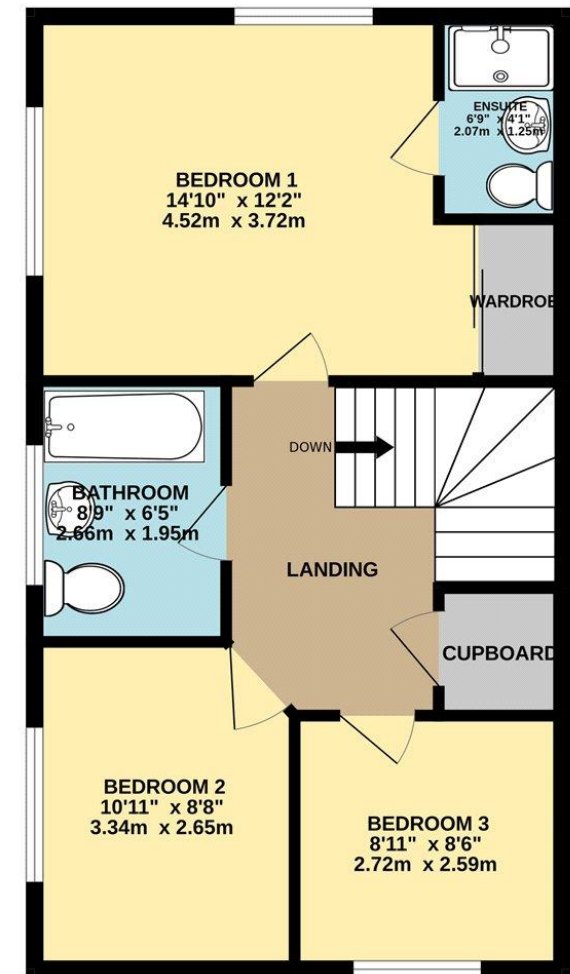 ENSUITE
6'9" x 4'1"
2.07m x 1.25m
BEDROOM 1
14'10" x 12'2"
4.52m x 3.72m
WARDROB
DOWN
BATHROOM
8'9" x 6'5"
2.66m x 1.95m
LANDING
CUPBOARD
BEDROOM 2
10'11" x 8'8"
3.34m x 2.65m
BEDROOM 3
8'11" x 8'6"
2.72m x 2.59m